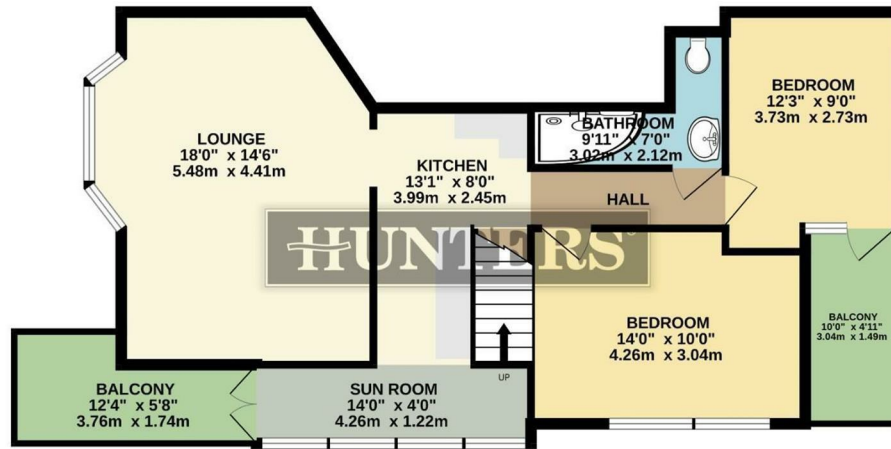 LOUNGE
18'0" x 14'6"
5.48m x 4.41m
KITCHEN
13'1" x 8'0"
3.99m x 2.45m
BATHROOM
9'11" x 7'0"
3.02m x 2.12m
BEDROOM
12'3" x 9'0"
3.73m x 2.73m
HALL
HUNTERS
BEDROOM
14'0" x 10'0"
4.26m x 3.04m
BALCONY
10'0" x 4'11"
3.04m x 1.49m
BALCONY
12'4" x 5'8"
3.76m x 1.74m
SUN ROOM
14'0" x 4'0"
4.26m x 1.22m
UP